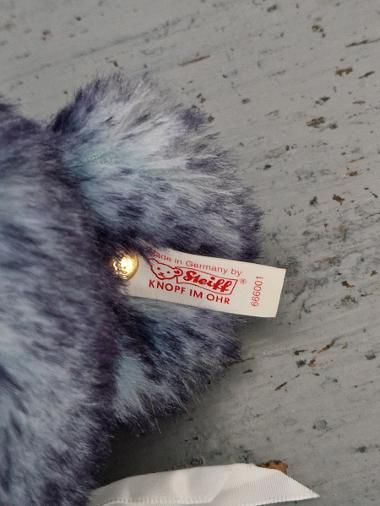 Made in Germany by
Steiff®
KNOPF IM OHR
666001